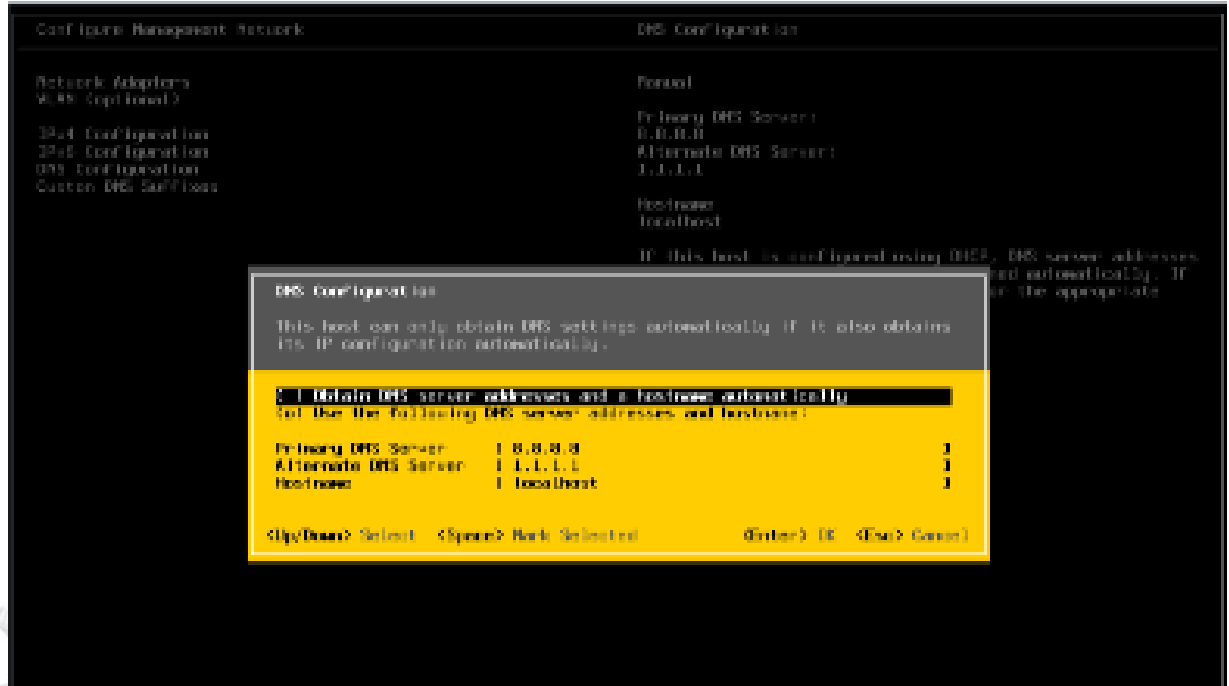 Configure Management Network
DNS Configuration
Network Adapters
VLAN (optional)
IPv4 Configuration
IPv6 Configuration
DNS Configuration
Custom DNS Suffixes
Manual
Primary DNS Server:
8.8.8.8
Alternate DNS Server:
1.1.1.1
Hostname
localhost
If this host is configured using DHCP, DNS server addresses
automatically. If
or the appropriate
DNS Configuration
This host can only obtain DNS settings automatically if it also obtains
its IP configuration automatically.
( ) Obtain DNS server addresses and a hostname automatically
(o) Use the following DNS server addresses and hostname:
Primary DNS Server [ 8.8.8.8 ]
Alternate DNS Server [ 1.1.1.1 ]
Hostname [ localhost ]
<Up/Down> Select <Space> Mark Selected <Enter> OK <Esc> Cancel